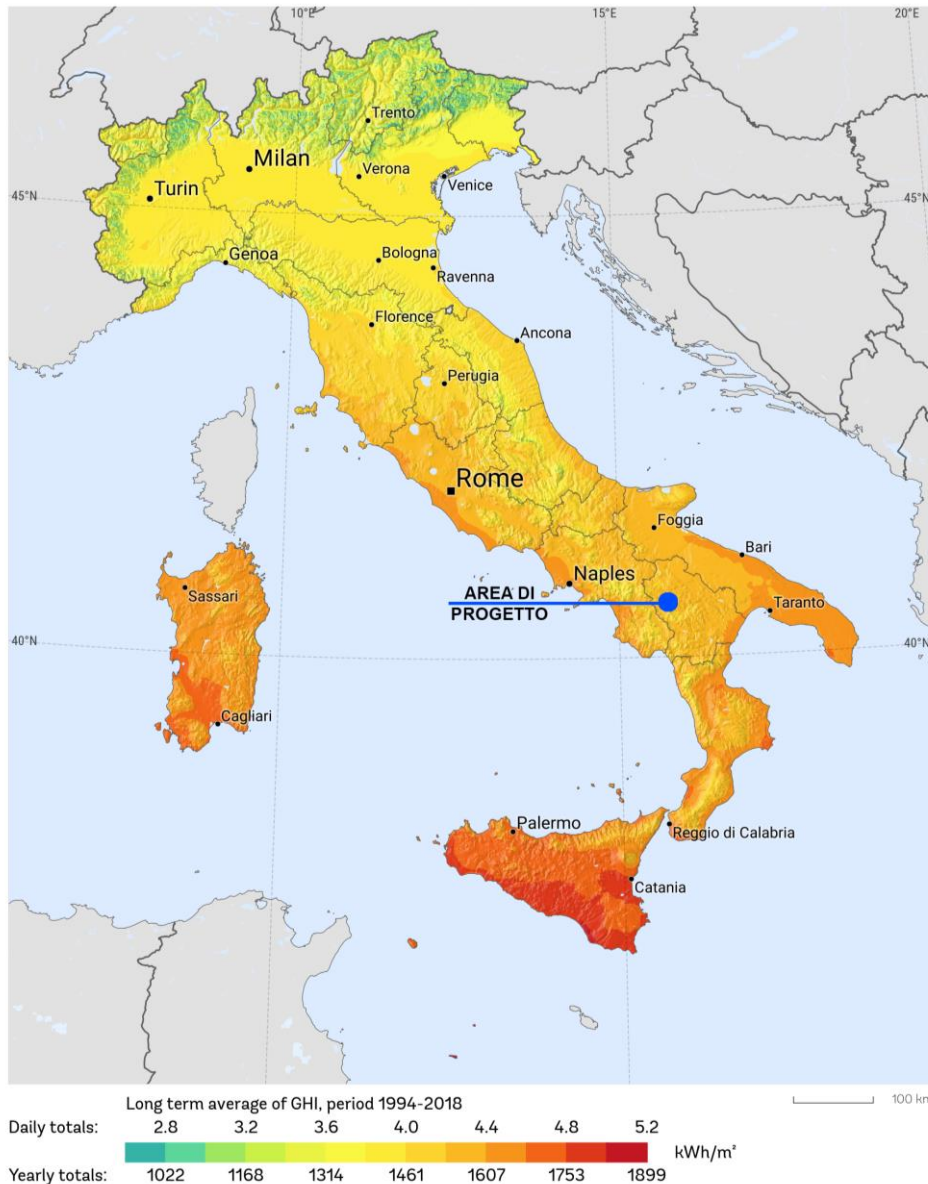 10°E 15°E 20°E
Trento
Milan
Verona
Venice
Turin
45°N 45°N
Genoa
Bologna
Ravenna
Florence
Ancona
Perugia
Rome
Foggia
Bari
Naples
AREA DI
PROGETTO
Taranto
Sassari
40°N 40°N
Cagliari
Palermo
Reggio di Calabria
Catania
100 km
Long term average of GHI, period 1994-2018
Daily totals: 2.8 3.2 3.6 4.0 4.4 4.8 5.2
kWh/m²
Yearly totals: 1022 1168 1314 1461 1607 1753 1899